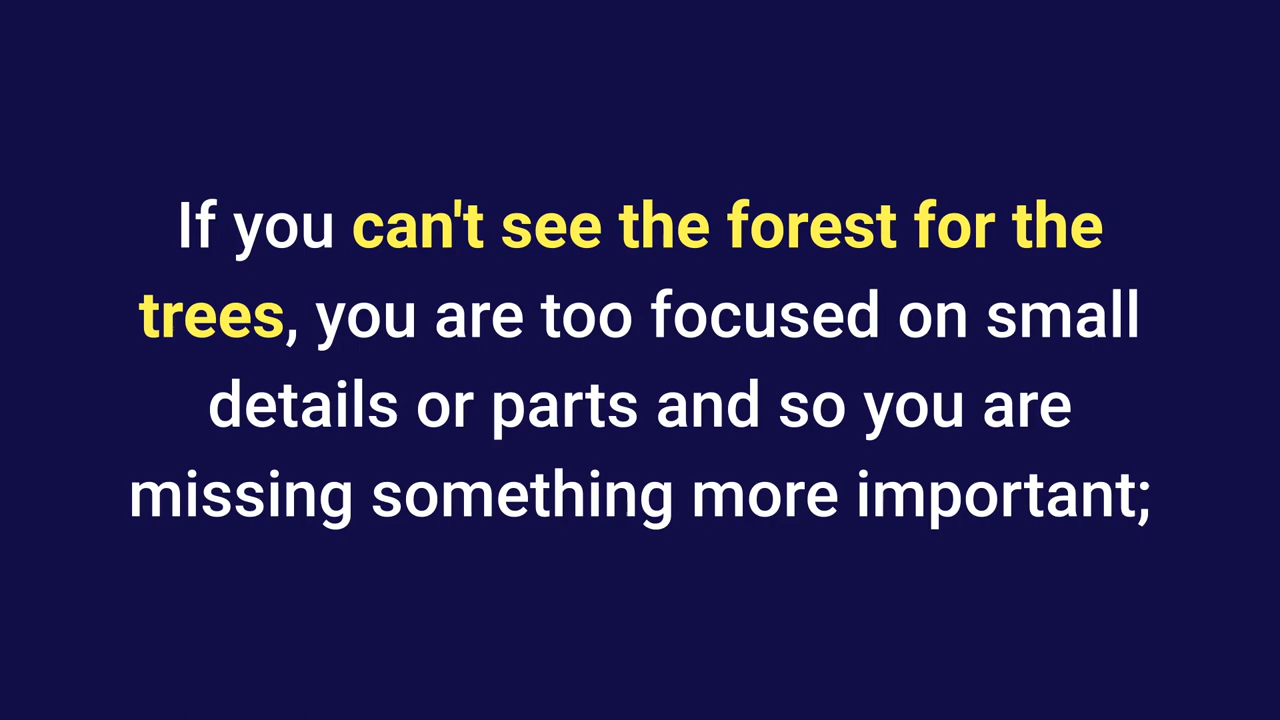 If you can't see the forest for the
trees, you are too focused on small
details or parts and so you are
missing something more important;